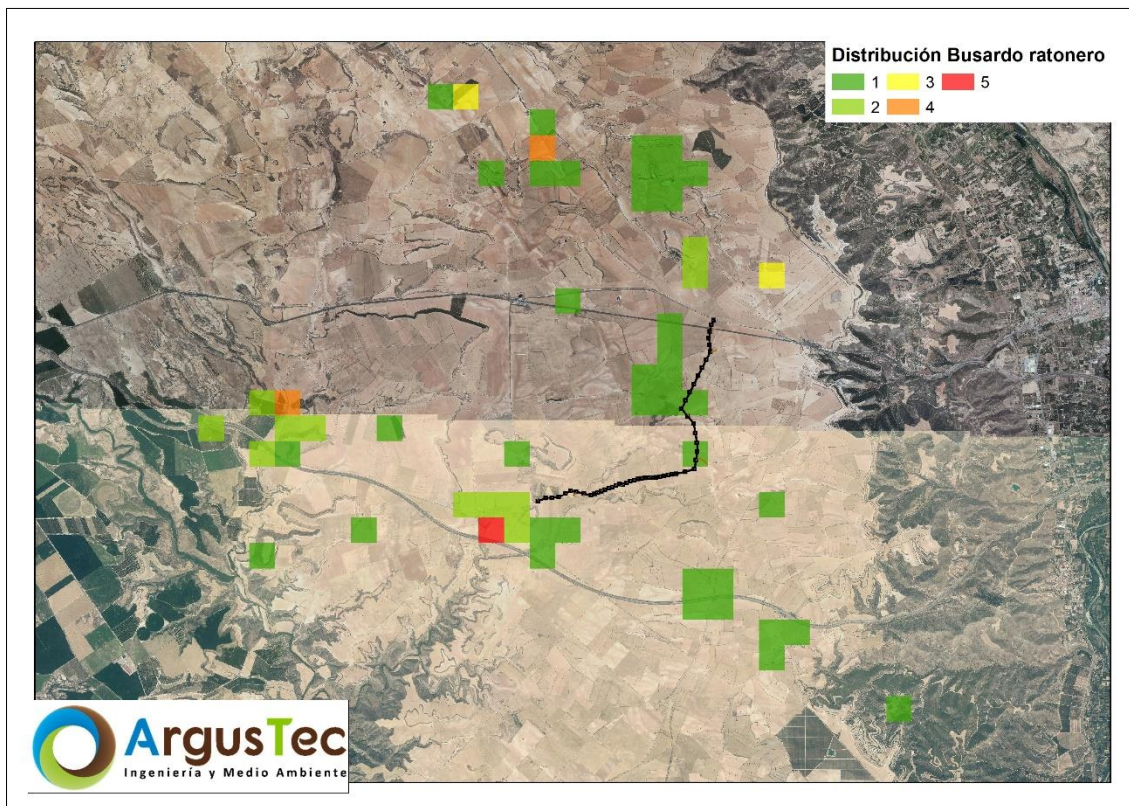 Distribución Busardo ratonero
1 3 5
2 4
ArgusTec
Ingeniería y Medio Ambiente